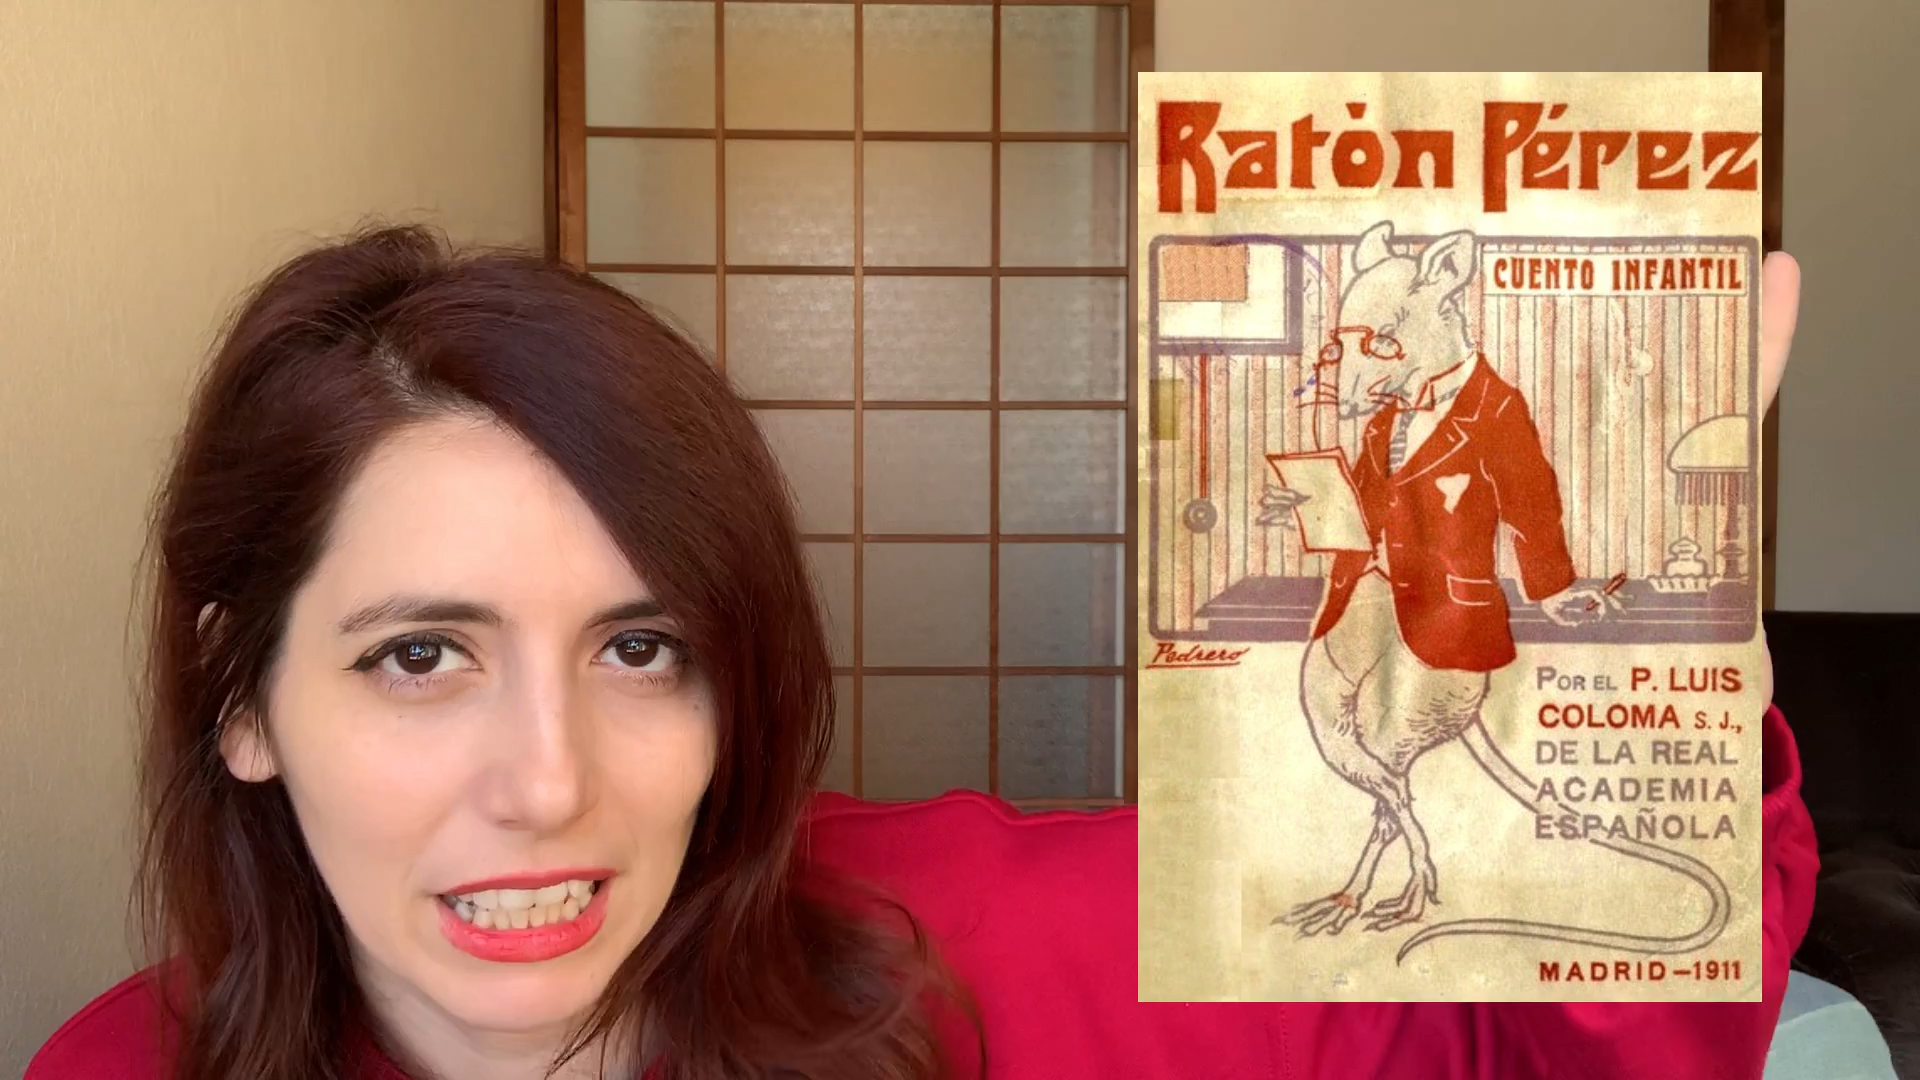 Ratón Pérez
CUENTO INFANTIL
Pedrero
POR EL P. LUIS
COLOMA S. J.,
DE LA REAL
ACADEMIA
ESPAÑOLA
MADRID-1911